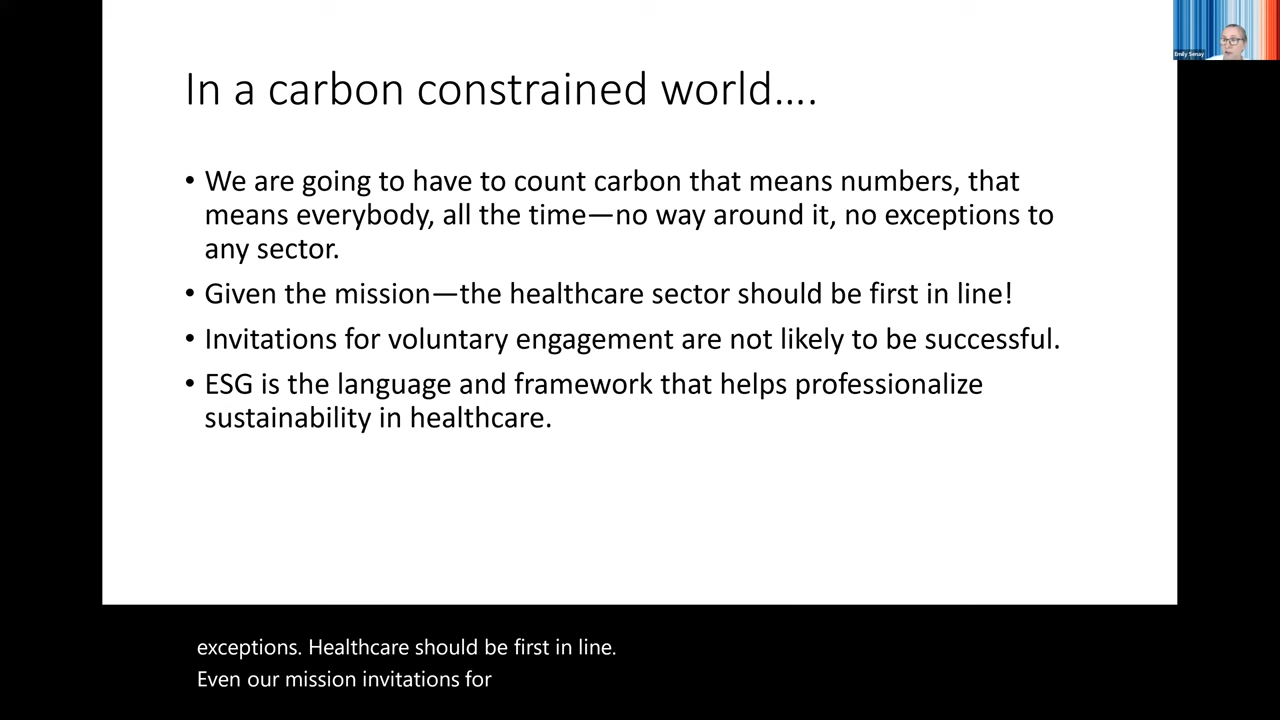 In a carbon constrained world....
• We are going to have to count carbon that means numbers, that
means everybody, all the time—no way around it, no exceptions to
any sector.
• Given the mission—the healthcare sector should be first in line!
• Invitations for voluntary engagement are not likely to be successful.
• ESG is the language and framework that helps professionalize
sustainability in healthcare.
Emily Senay
exceptions. Healthcare should be first in line.
Even our mission invitations for